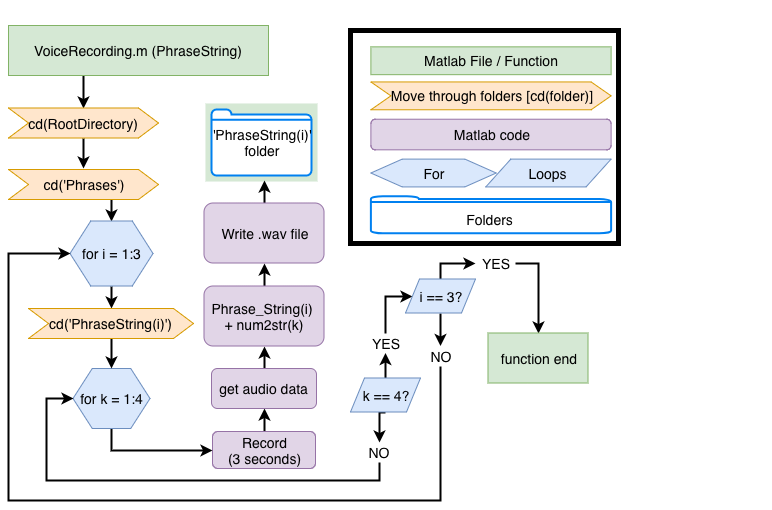 VoiceRecording.m (PhraseString)
cd(RootDirectory)
cd('Phrases')
for i = 1:3
cd('PhraseString(i)')
for k = 1:4
'PhraseString(i)'
folder
Write .wav file
Phrase_String(i)
+ num2str(k)
get audio data
Record
(3 seconds)
Matlab File / Function
Move through folders [cd(folder)]
Matlab code
For
Loops
Folders
YES
i == 3?
YES
NO
function end
k == 4?
NO